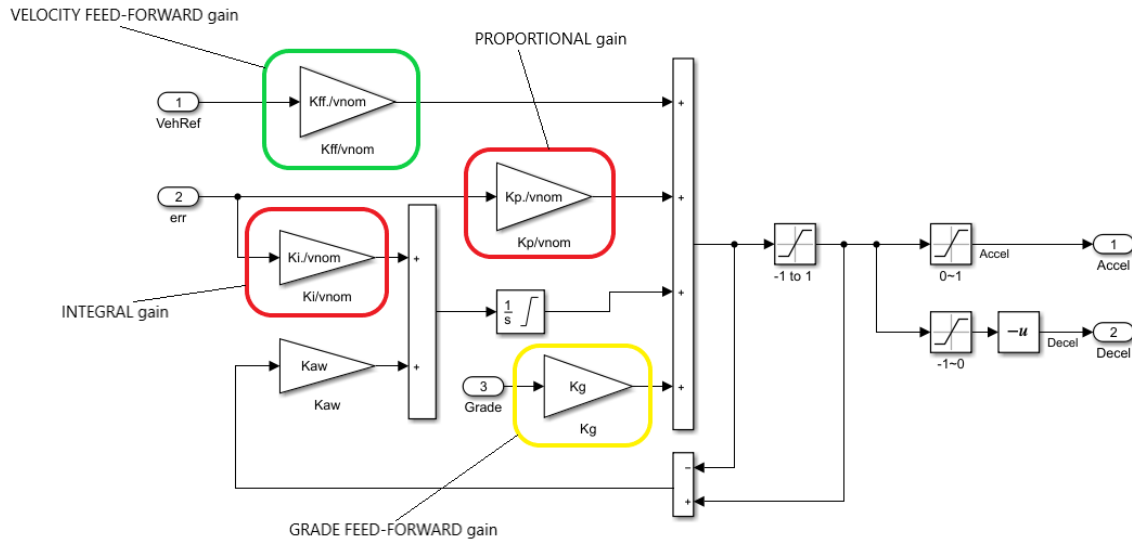 VELOCITY FEED-FORWARD gain
PROPORTIONAL gain
Kff./vnom
1
VehRef
Kff/vnom
+
2
err
Kp./vnom
Kp/vnom
+
Ki./vnom
Ki/vnom
+
INTEGRAL gain
1
s
+
-1 to 1
0~1
Accel
1
Accel
-1~0
-u
Decel
2
Decel
Kaw
Kaw
+
3
Grade
Kg
Kg
+
−
+
GRADE FEED-FORWARD gain